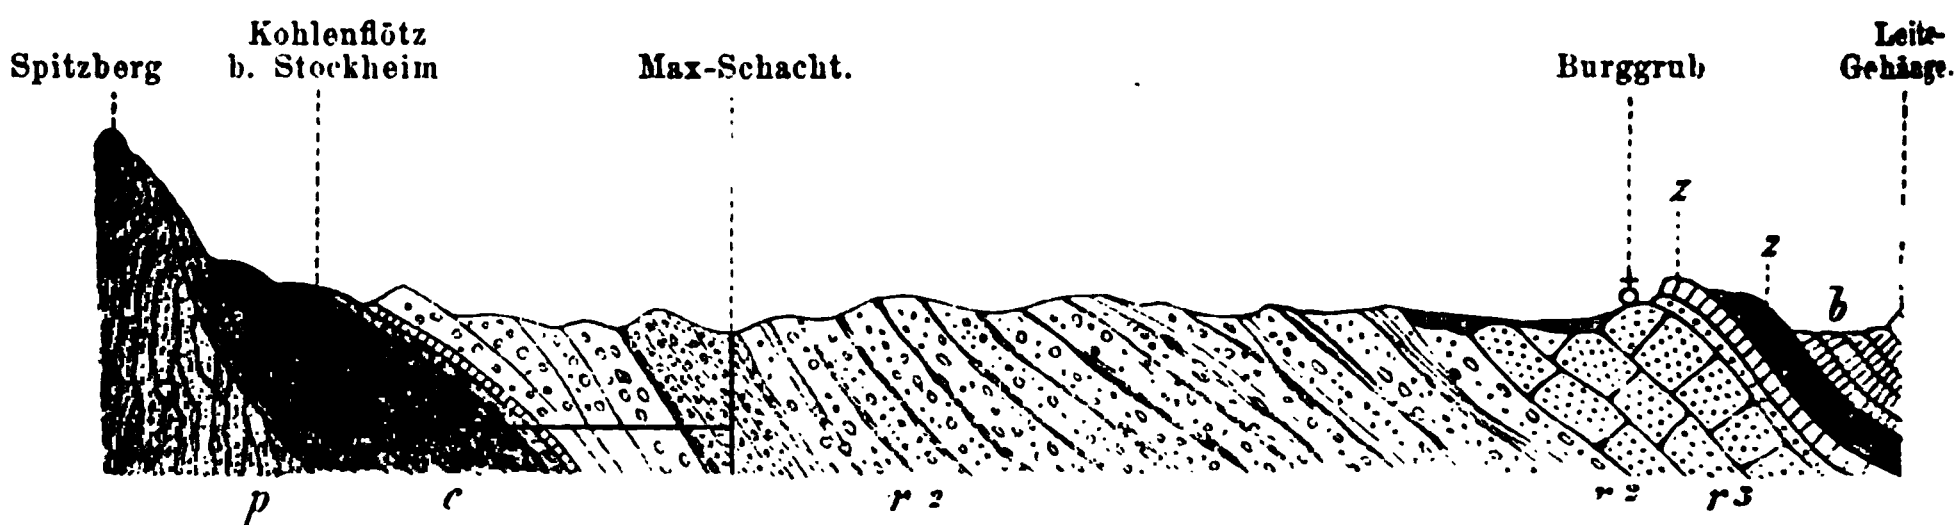 Spitzberg
Kohlenflötz
b. Stockheim
Max-Schacht.
Burggrub
Leite-
Gehänge.
z
z
b
p
c
r 2
r 2
r 3